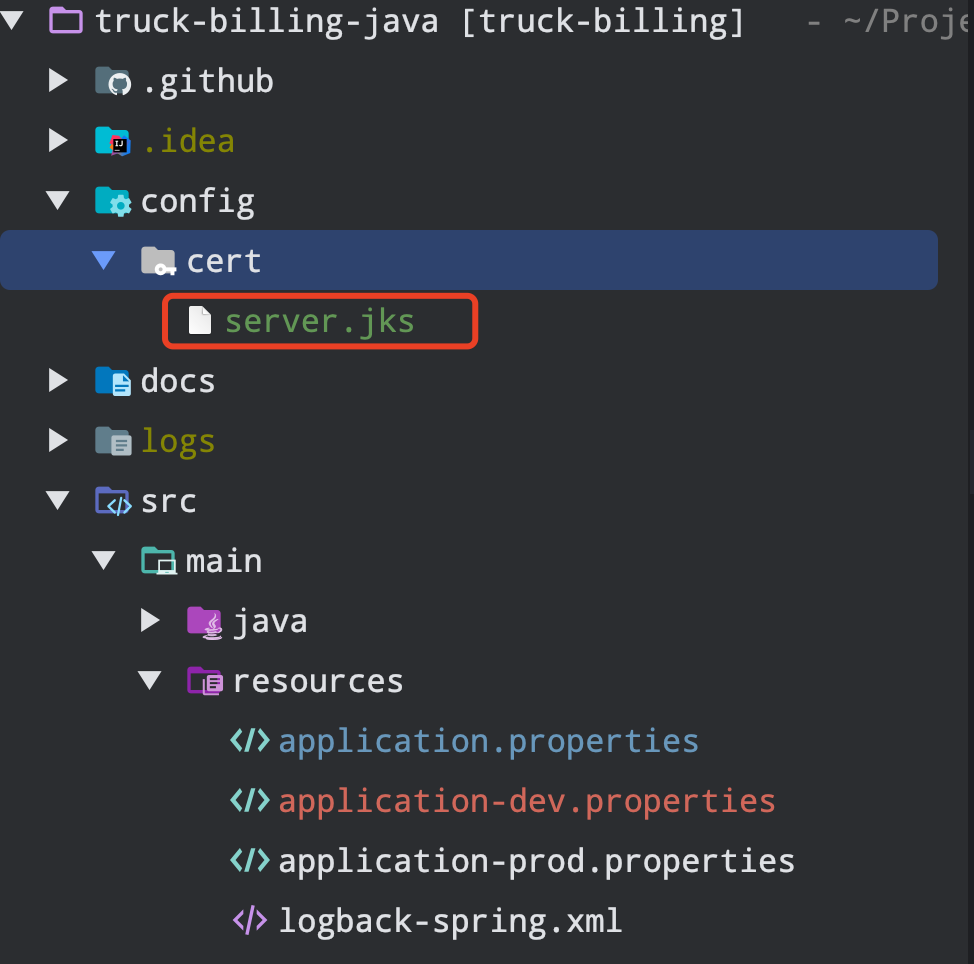 truck-billing-java [truck-billing] - ~/Proje
.github
.idea
config
cert
server.jks
docs
logs
src
main
java
resources
application.properties
application-dev.properties
application-prod.properties
logback-spring.xml